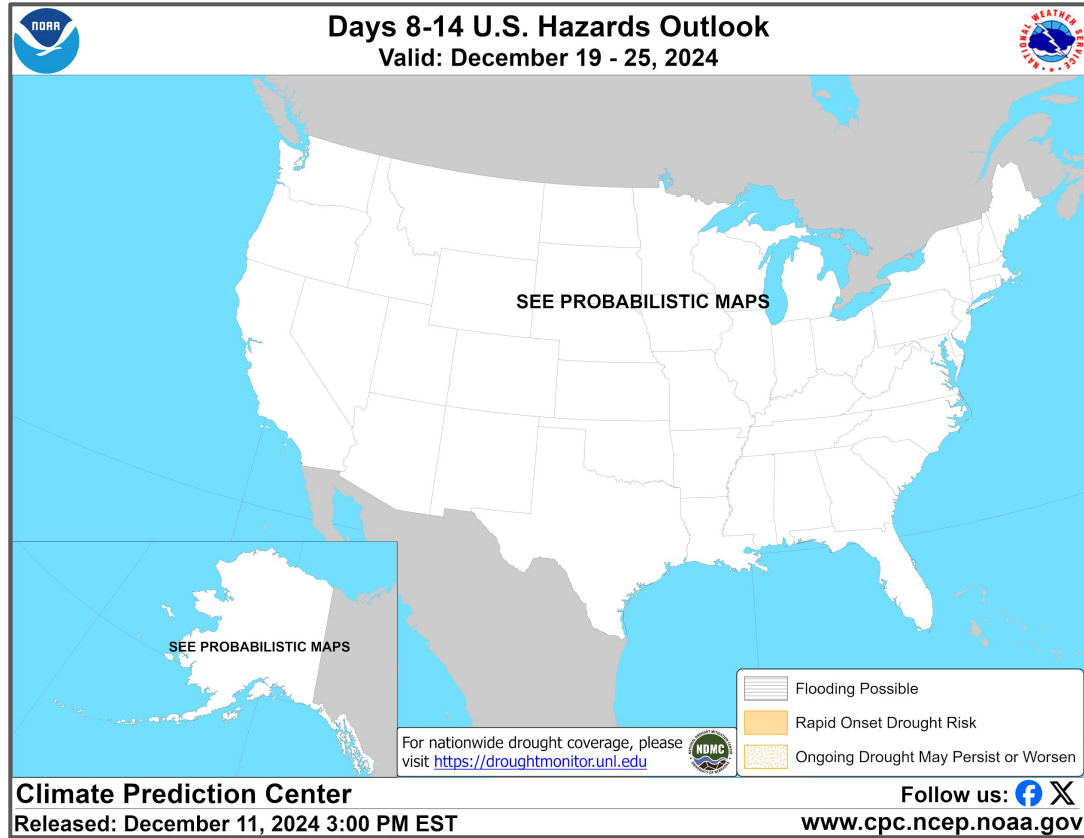 NOAA
Days 8-14 U.S. Hazards Outlook
Valid: December 19 - 25, 2024
NATIONAL WEATHER SERVICE
SEE PROBABILISTIC MAPS
SEE PROBABILISTIC MAPS
Flooding Possible
Rapid Onset Drought Risk
Ongoing Drought May Persist or Worsen
For nationwide drought coverage, please
visit https://droughtmonitor.unl.edu
NDMC
Climate Prediction Center
Follow us:
Released: December 11, 2024 3:00 PM EST
www.cpc.ncep.noaa.gov